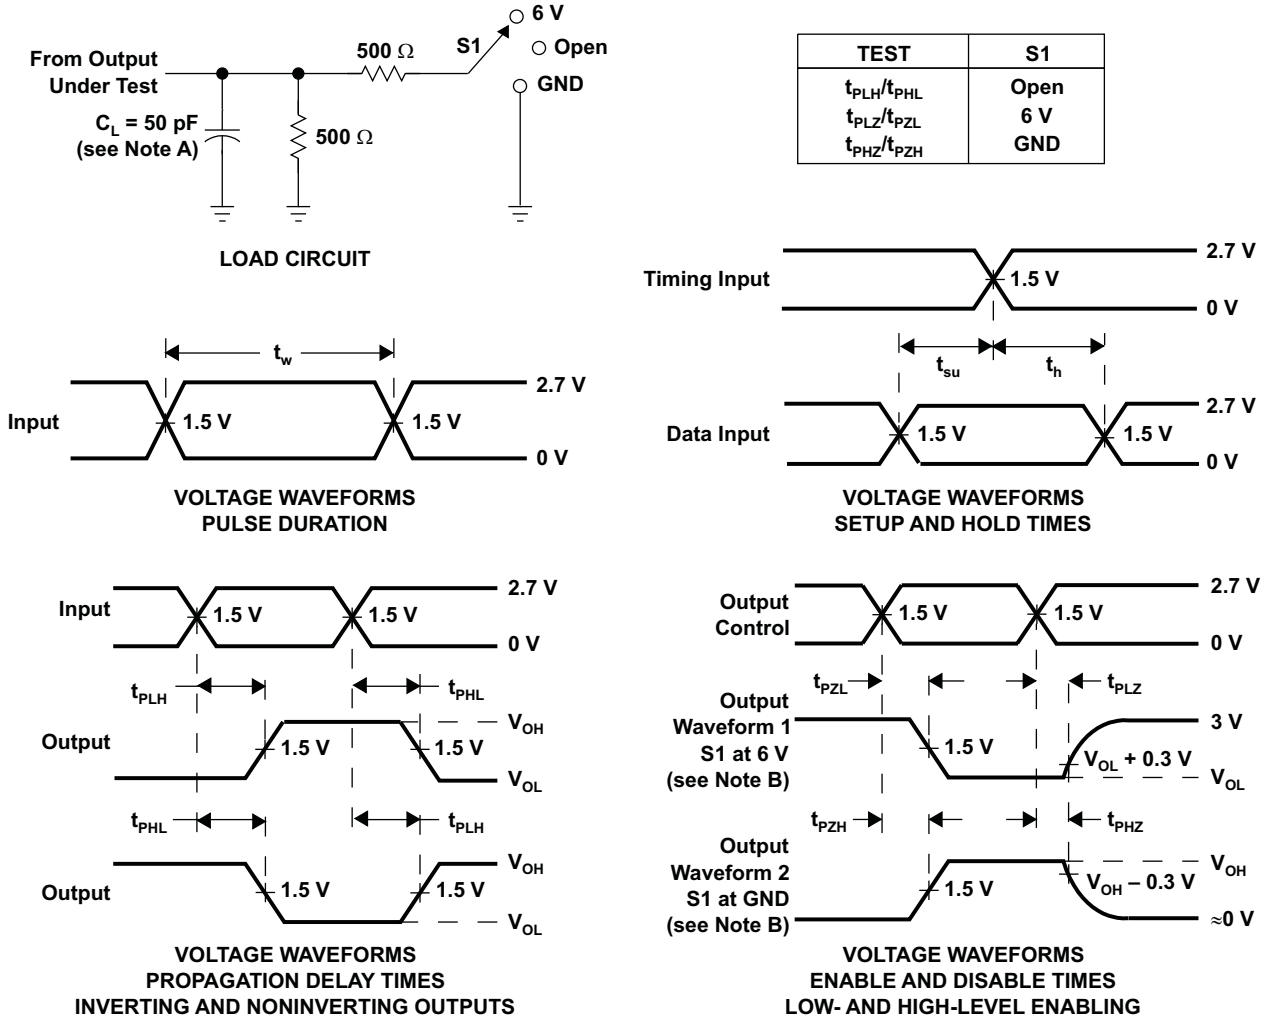 From Output
Under Test
C_L = 50 pF
(see Note A)
500 Ω
500 Ω
S1
6 V
Open
GND
LOAD CIRCUIT
TEST S1
t_PLH/t_PHL Open
t_PLZ/t_PZL 6 V
t_PHZ/t_PZH GND
Timing Input
1.5 V
2.7 V
0 V
t_su
t_h
Data Input
1.5 V
1.5 V
2.7 V
0 V
VOLTAGE WAVEFORMS
SETUP AND HOLD TIMES
t_w
Input
1.5 V
1.5 V
2.7 V
0 V
VOLTAGE WAVEFORMS
PULSE DURATION
Input
1.5 V
1.5 V
2.7 V
0 V
t_PLH
t_PHL
Output
1.5 V
1.5 V
V_OH
V_OL
t_PHL
t_PLH
Output
1.5 V
1.5 V
V_OH
V_OL
VOLTAGE WAVEFORMS
PROPAGATION DELAY TIMES
INVERTING AND NONINVERTING OUTPUTS
Output
Control
1.5 V
1.5 V
2.7 V
0 V
t_PZL
t_PLZ
Output
Waveform 1
S1 at 6 V
(see Note B)
1.5 V
V_OL + 0.3 V
3 V
V_OL
t_PZH
t_PHZ
Output
Waveform 2
S1 at GND
(see Note B)
1.5 V
V_OH – 0.3 V
V_OH
≈0 V
VOLTAGE WAVEFORMS
ENABLE AND DISABLE TIMES
LOW- AND HIGH-LEVEL ENABLING